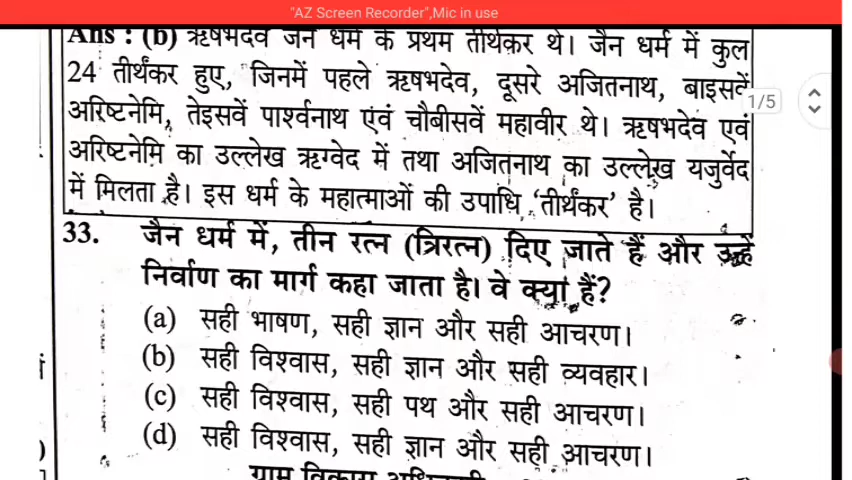 "AZ Screen Recorder",Mic in use
Ans : (b) ऋषभदेव जैन धर्म के प्रथम तीर्थंकर थे। जैन धर्म में कुल
24 तीर्थंकर हुए, जिनमें पहले ऋषभदेव, दूसरे अजितनाथ, बाइसवें
1/5
अरिष्टनेमि, तेइसवें पार्श्वनाथ एवं चौबीसवें महावीर थे। ऋषभदेव एवं
अरिष्टनेमि का उल्लेख ऋग्वेद में तथा अजितनाथ का उल्लेख यजुर्वेद
में मिलता है। इस धर्म के महात्माओं की उपाधि 'तीर्थंकर' है।
33. जैन धर्म में, तीन रत्न (त्रिरत्न) दिए जाते हैं और उन्हें
निर्वाण का मार्ग कहा जाता है। वे क्या हैं?
(a) सही भाषण, सही ज्ञान और सही आचरण।
(b) सही विश्वास, सही ज्ञान और सही व्यवहार।
(c) सही विश्वास, सही पथ और सही आचरण।
(d) सही विश्वास, सही ज्ञान और सही आचरण।
ग्राम विकास अधिकारी